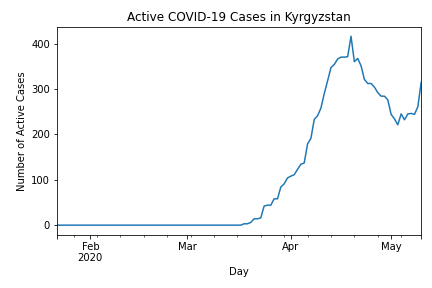 Active COVID-19 Cases in Kyrgyzstan
Number of Active Cases
400
300
200
100
0
Feb
2020
Mar
Apr
May
Day